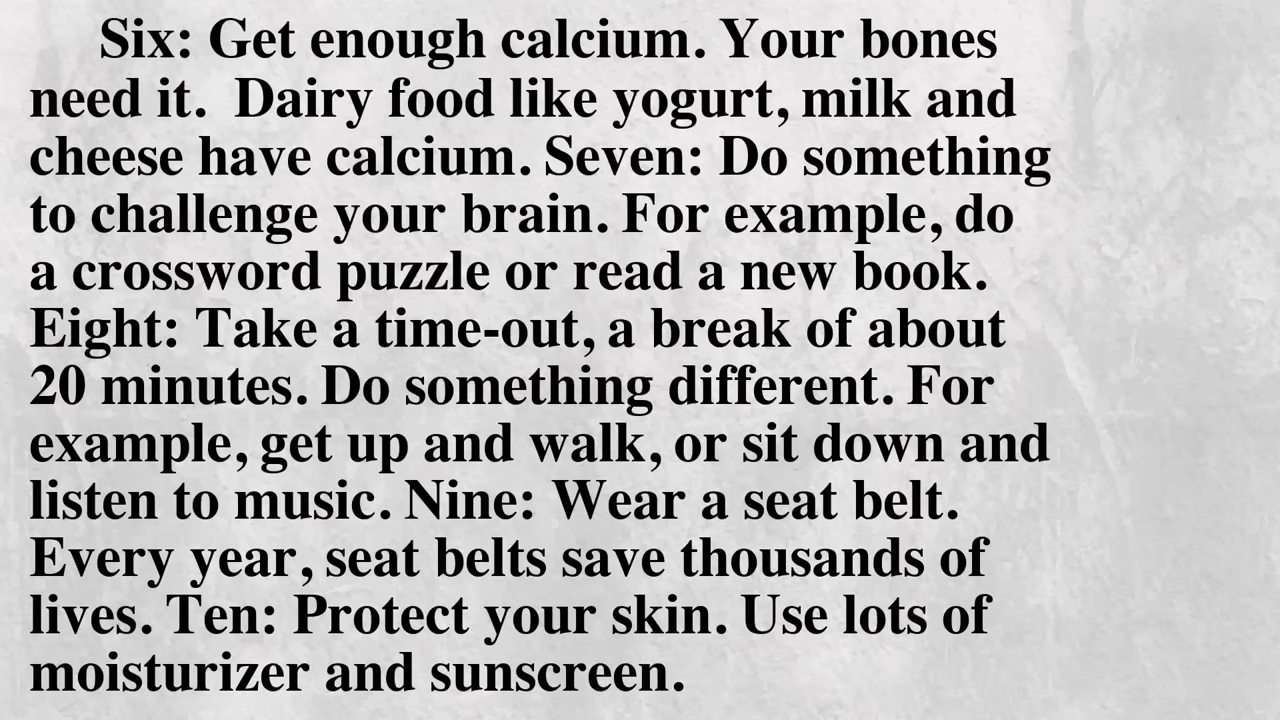 Six: Get enough calcium. Your bones
need it.  Dairy food like yogurt, milk and
cheese have calcium. Seven: Do something
to challenge your brain. For example, do
a crossword puzzle or read a new book.
Eight: Take a time-out, a break of about
20 minutes. Do something different. For
example, get up and walk, or sit down and
listen to music. Nine: Wear a seat belt.
Every year, seat belts save thousands of
lives. Ten: Protect your skin. Use lots of
moisturizer and sunscreen.